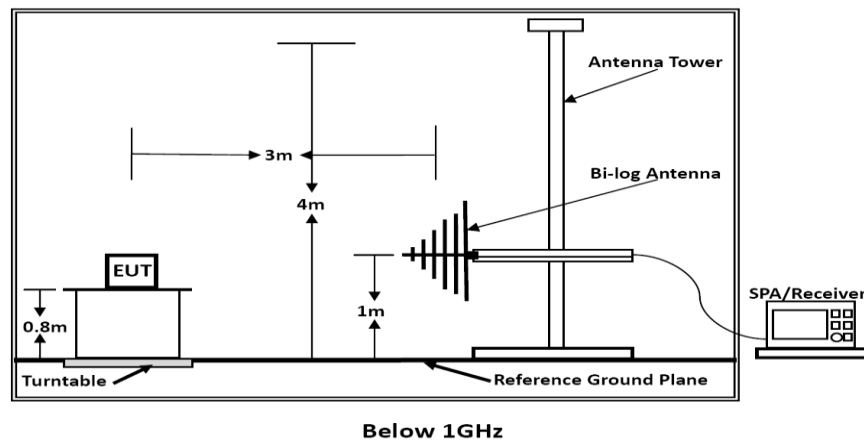 Antenna Tower
3m
Bi-log Antenna
4m
EUT
SPA/Receiver
0.8m
1m
Turntable
Reference Ground Plane
Below 1GHz